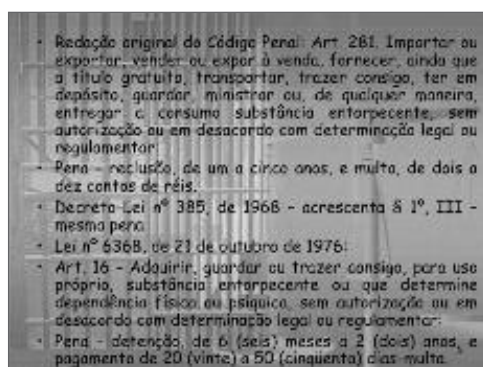 • Redação original do Código Penal: Art. 281. Importar ou
exportar, vender ou expor à venda, fornecer, ainda que
a título gratuito, transportar, trazer consigo, ter em
depósito, guardar, ministrar ou, de qualquer maneira,
entregar a consumo substância entorpecente, sem
autorização ou em desacordo com determinação legal ou
regulamentar:
• Pena - reclusão, de um a cinco anos, e multa, de dois a
dez contos de réis.
• Decreto-Lei nº 385, de 1968 - acrescenta § 1º, III -
mesma pena
• Lei nº 6368, de 21 de outubro de 1976:
• Art. 16 - Adquirir, guardar ou trazer consigo, para uso
próprio, substância entorpecente ou que determine
dependência física ou psíquica, sem autorização ou em
desacordo com determinação legal ou regulamentar:
• Pena - detenção, de 6 (seis) meses a 2 (dois) anos, e
pagamento de 20 (vinte) a 50 (cinqüenta) dias-multa.